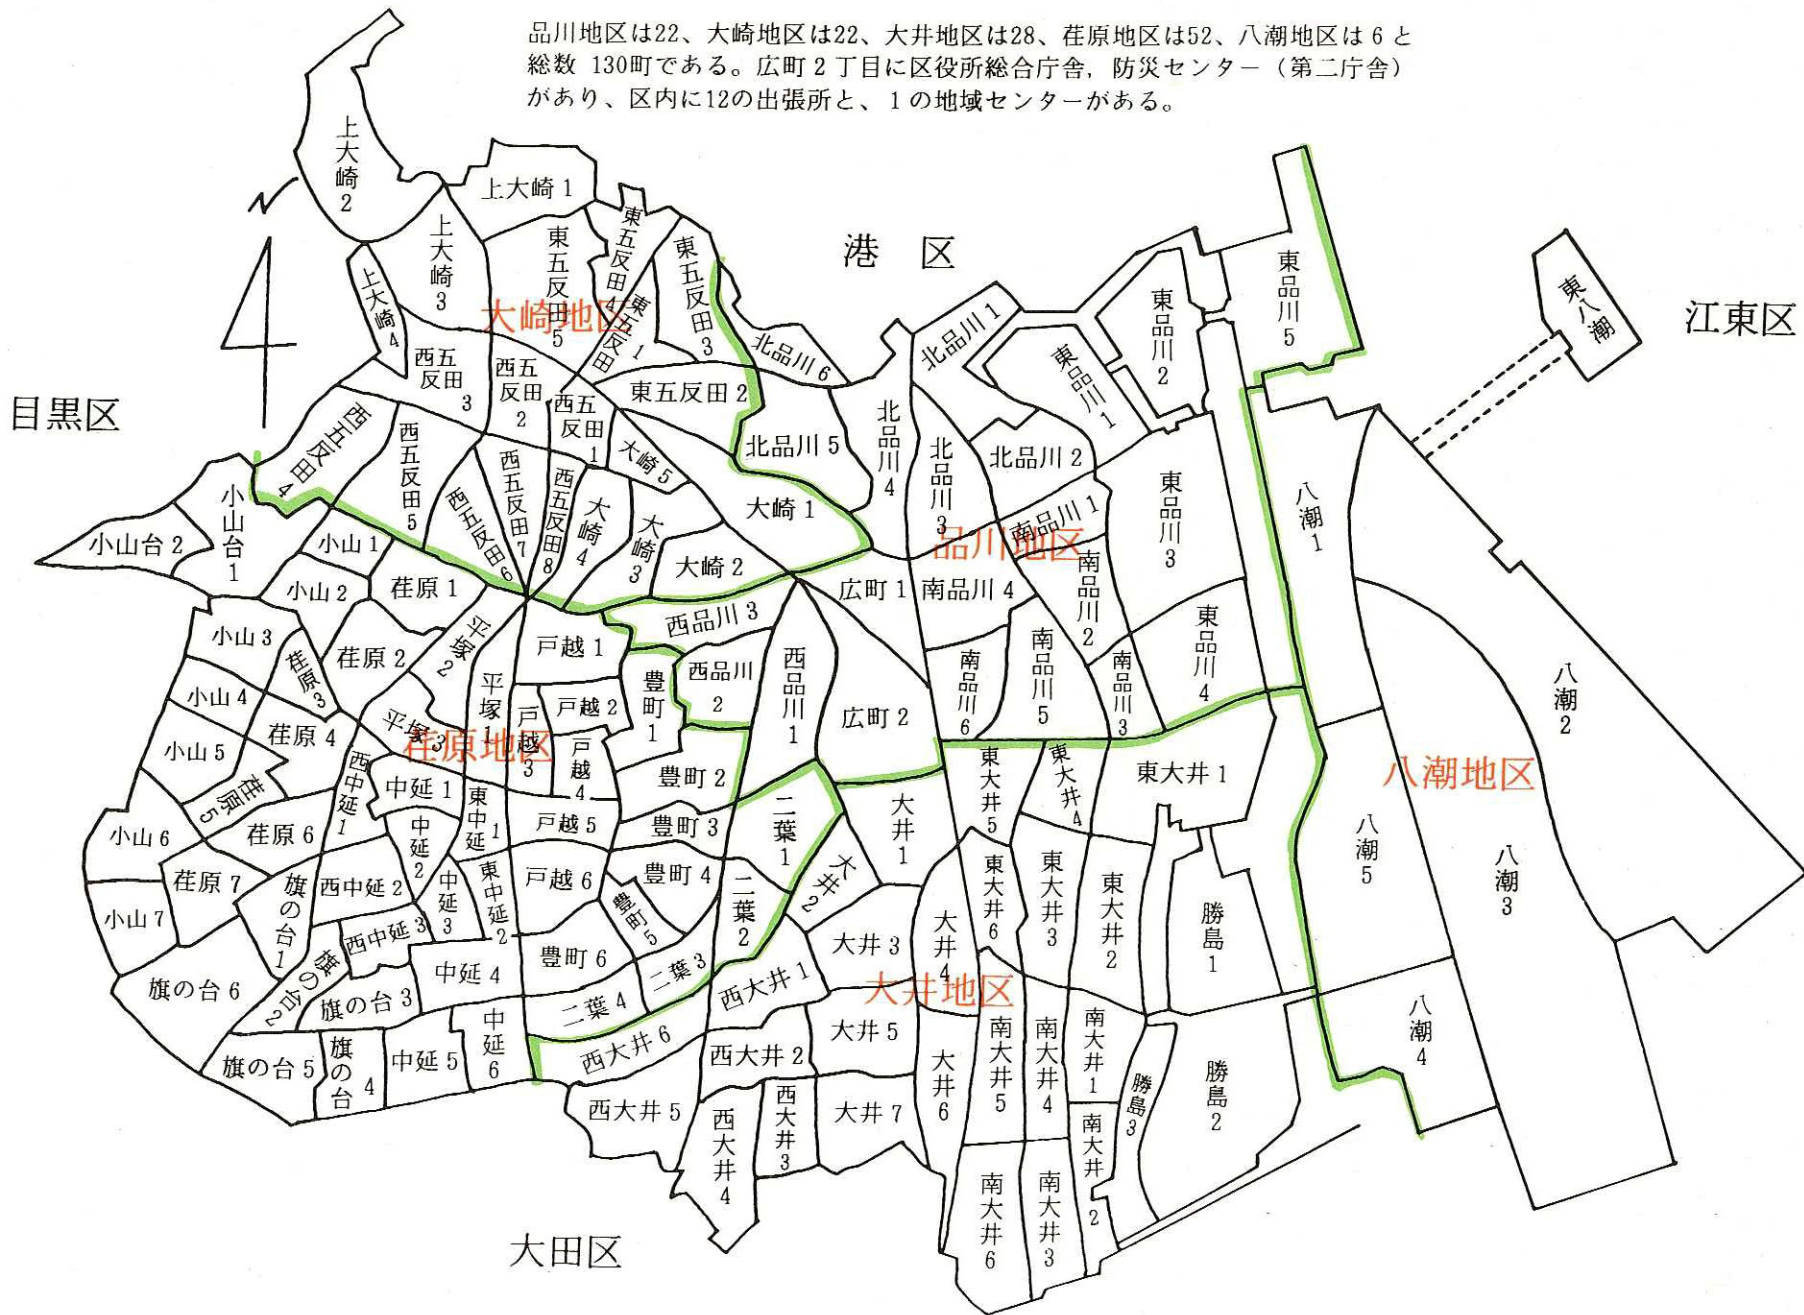 品川地区は22、大崎地区は22、大井地区は28、荏原地区は52、八潮地区は6と
総数 130町である。広町2丁目に区役所総合庁舎, 防災センター（第二庁舎）
があり、区内に12の出張所と、1の地域センターがある。
上大崎2
上大崎1
上大崎3
上大崎4
東五反田5
東五反田4
東五反田1
東五反田3
東五反田2
大崎地区
港 区
江東区
目黒区
大田区
西五反田3
西五反田2
西五反田1
西五反田4
西五反田5
西五反田6
西五反田7
西五反田8
大崎5
大崎4
大崎3
大崎2
大崎1
北品川6
北品川5
北品川4
北品川3
北品川1
北品川2
東品川1
東品川2
東品川5
東品川3
東品川4
東八潮
品川地区
南品川1
南品川2
南品川4
南品川5
南品川6
南品川3
広町1
広町2
西品川3
西品川2
西品川1
小山台2
小山台1
小山1
小山2
小山3
小山4
小山5
小山6
小山7
荏原1
荏原2
荏原3
荏原4
荏原5
荏原6
荏原7
荏原地区
平塚2
平塚1
平塚3
戸越1
戸越2
戸越3
戸越4
戸越5
戸越6
豊町1
豊町2
豊町3
豊町4
豊町5
豊町6
西中延1
西中延2
西中延3
中延1
中延2
中延3
中延4
中延5
中延6
東中延1
東中延2
旗の台1
旗の台2
旗の台3
旗の台4
旗の台5
旗の台6
二葉1
二葉2
二葉3
二葉4
大井地区
大井1
大井2
大井3
大井4
大井5
大井6
大井7
西大井1
西大井2
西大井3
西大井4
西大井5
西大井6
東大井5
東大井4
東大井1
東大井6
東大井3
東大井2
南大井5
南大井4
南大井1
南大井2
南大井6
南大井3
勝島1
勝島2
勝島3
八潮地区
八潮1
八潮2
八潮3
八潮5
八潮4